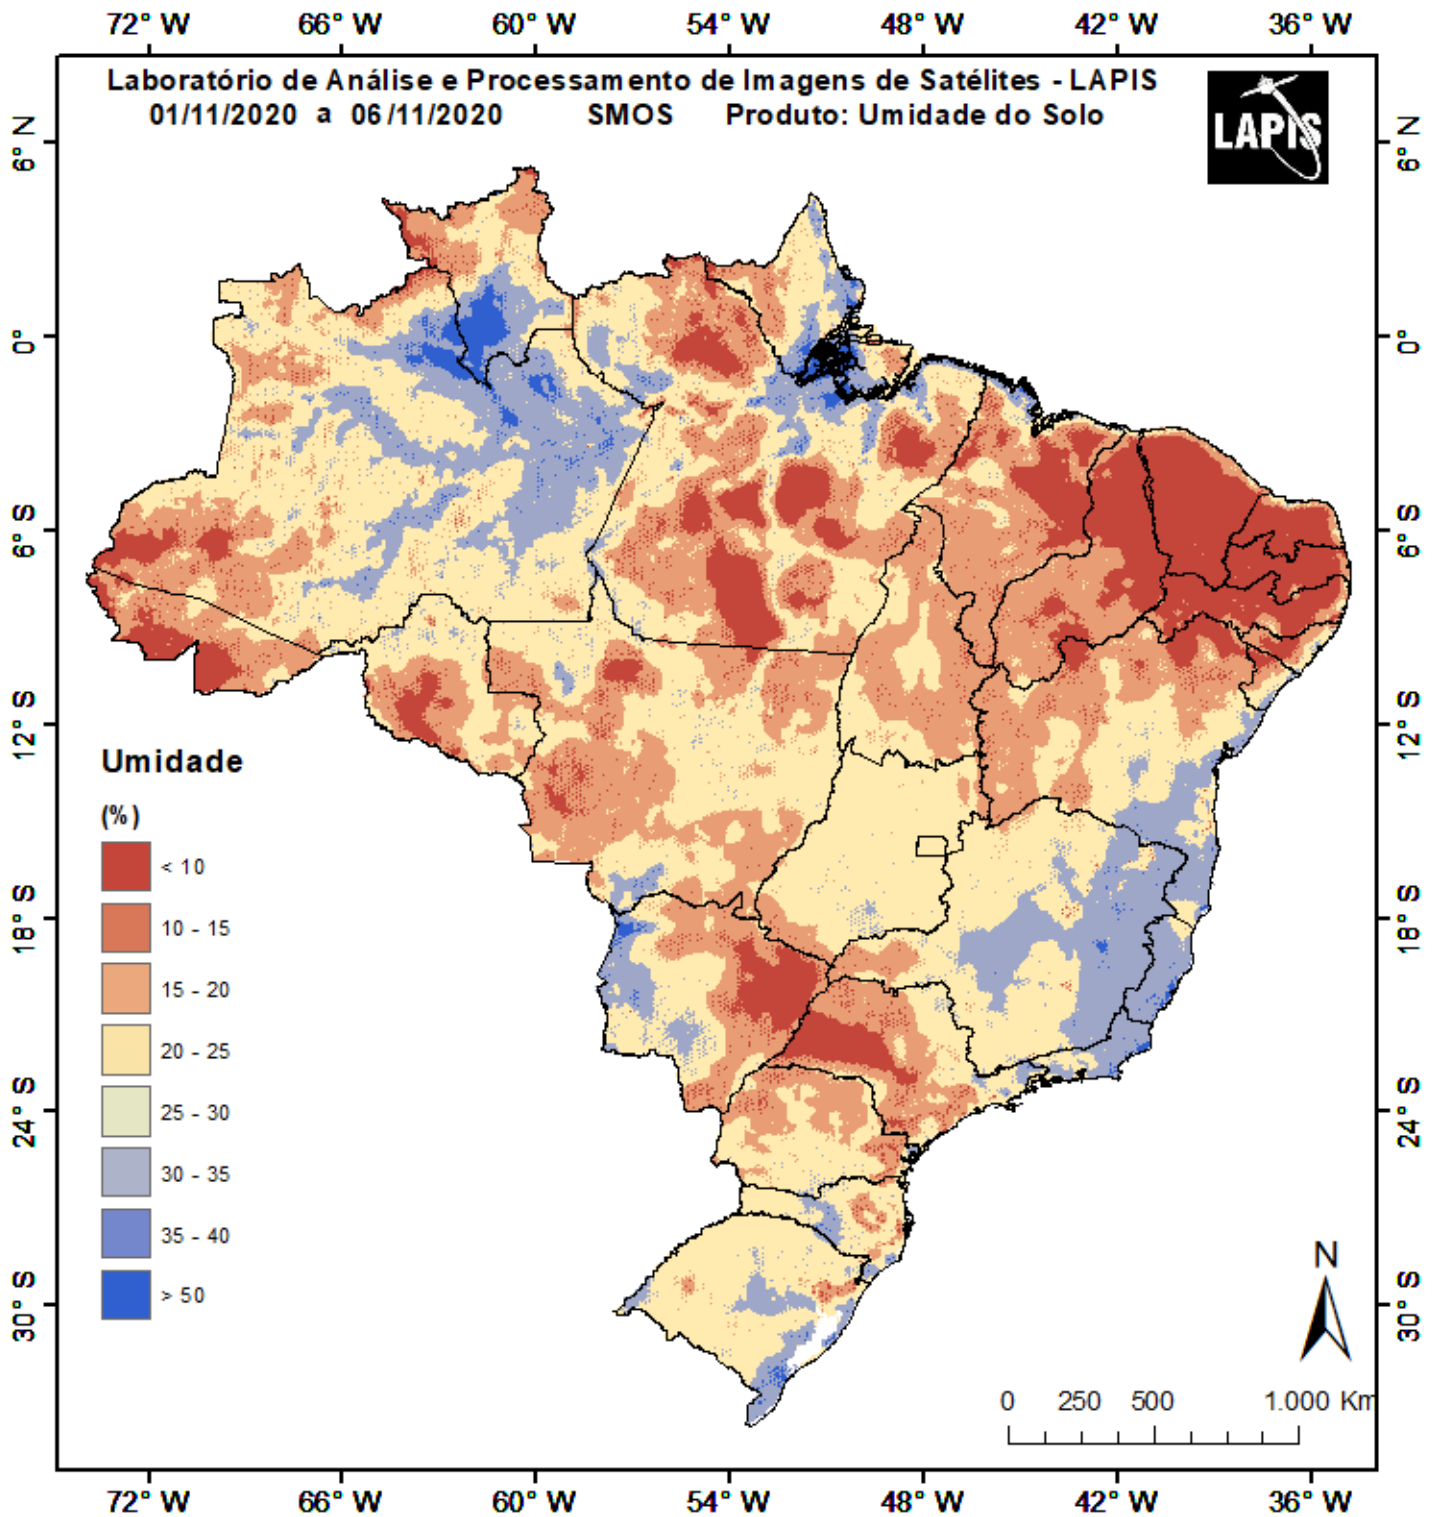 72° W 66° W 60° W 54° W 48° W 42° W 36° W
Laboratório de Análise e Processamento de Imagens de Satélites - LAPIS
01/11/2020 a 06/11/2020 SMOS Produto: Umidade do Solo
LAPIS
6° N
0°
6° S
12° S
18° S
24° S
30° S
6° N
0°
6° S
12° S
18° S
24° S
30° S
Umidade
(%)
< 10
10 - 15
15 - 20
20 - 25
25 - 30
30 - 35
35 - 40
> 50
N
0 250 500 1.000 Km
72° W 66° W 60° W 54° W 48° W 42° W 36° W